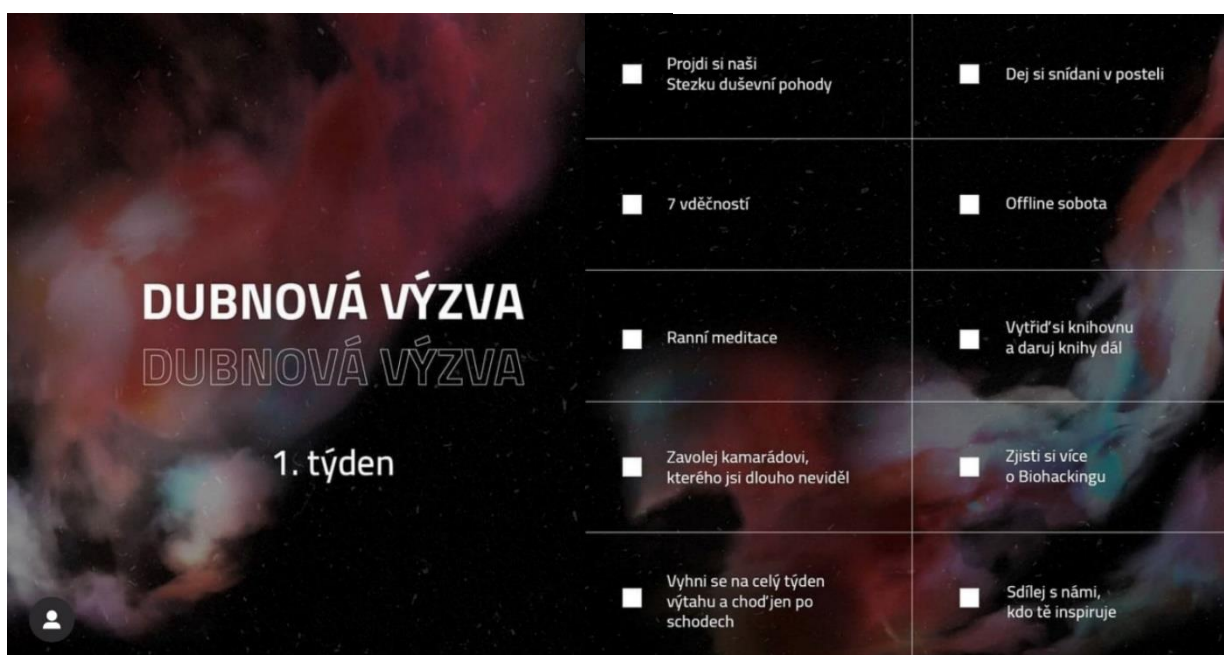 DUBNOVÁ VÝZVA
DUBNOVÁ VÝZVA
1. týden
Projdi si naši
Stezku duševní pohody
Dej si snídani v posteli
7 vděčností
Offline sobota
Ranní meditace
Vytřiď si knihovnu
a daruj knihy dál
Zavolej kamarádovi,
kterého jsi dlouho neviděl
Zjisti si více
o Biohackingu
Vyhni se na celý týden
výtahu a choď jen po
schodech
Sdílej s námi,
kdo tě inspiruje